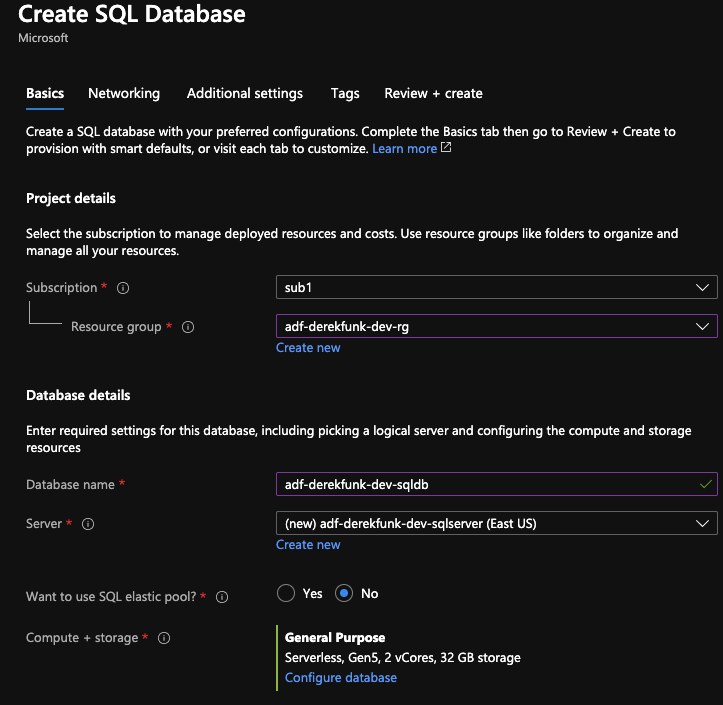 Create SQL Database
Microsoft
Basics Networking Additional settings Tags Review + create
Create a SQL database with your preferred configurations. Complete the Basics tab then go to Review + Create to
provision with smart defaults, or visit each tab to customize. Learn more
Project details
Select the subscription to manage deployed resources and costs. Use resource groups like folders to organize and
manage all your resources.
Subscription * sub1
Resource group * adf-derekfunk-dev-rg
Create new
Database details
Enter required settings for this database, including picking a logical server and configuring the compute and storage
resources
Database name * adf-derekfunk-dev-sqldb
Server * (new) adf-derekfunk-dev-sqlserver (East US)
Create new
Want to use SQL elastic pool? * Yes No
Compute + storage * General Purpose
Serverless, Gen5, 2 vCores, 32 GB storage
Configure database